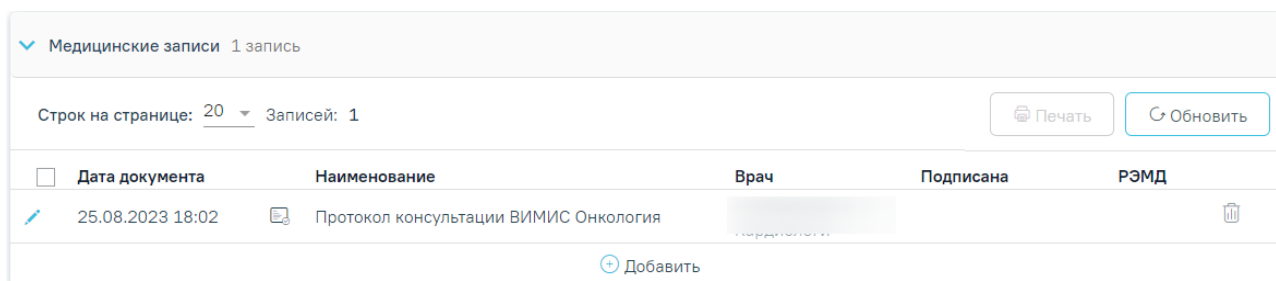 Медицинские записи 1 запись
Строк на странице: 20 Записей: 1 Печать Обновить
Дата документа Наименование Врач Подписана РЭМД
25.08.2023 18:02 Протокол консультации ВИМИС Онкология
Добавить